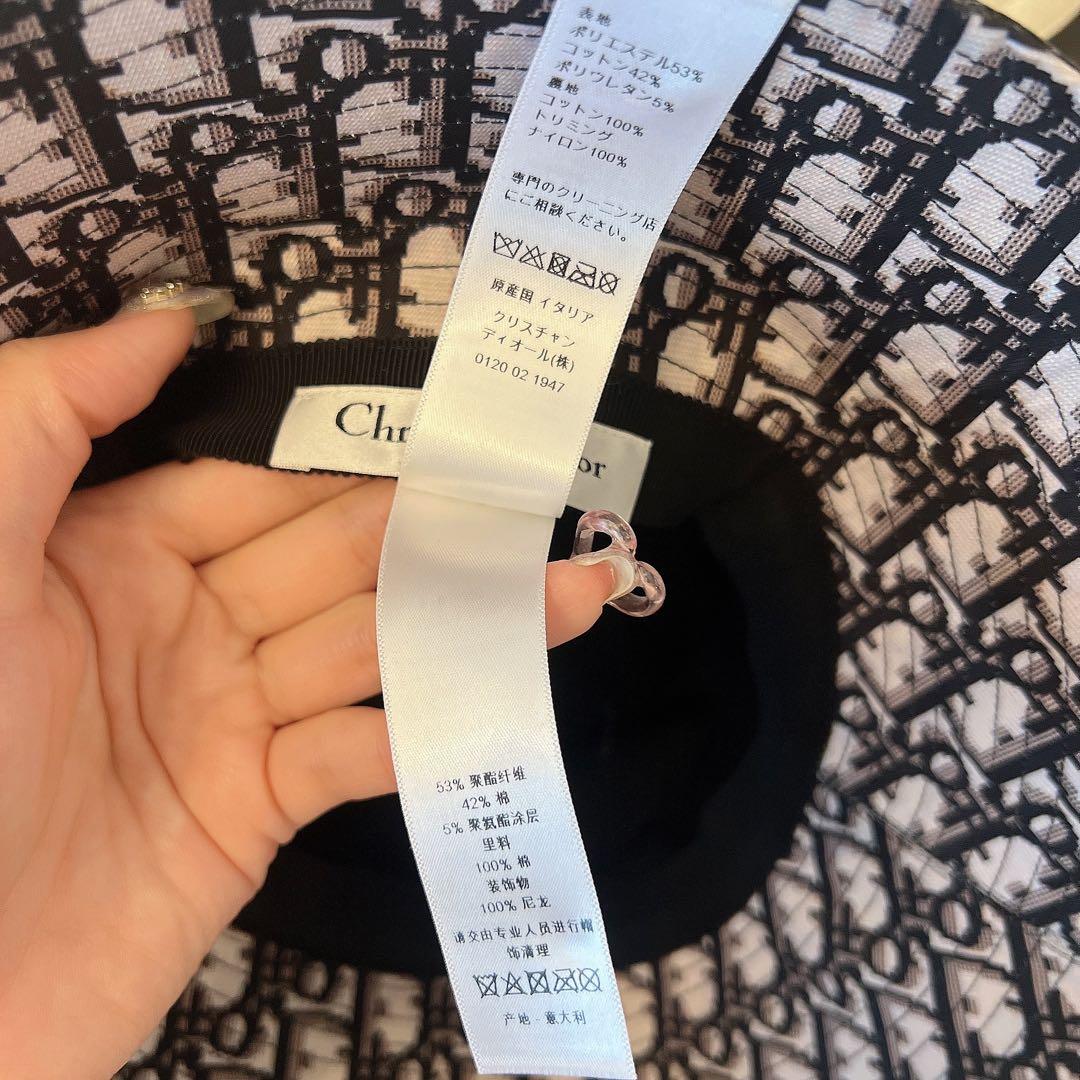 表地
ポリエステル53%
コットン42%
ポリウレタン5%
裏地
コットン100%
トリミング
ナイロン100%
専門のクリーニング店
にご相談ください。
原産国 イタリア
クリスチャン
ディオール(株)
0120 02 1947
Chr
or
53% 聚酯纤维
42% 棉
5% 聚氨酯涂层
里料
100% 棉
装饰物
100% 尼龙
请交由专业人员进行帽
饰清理
产地 - 意大利